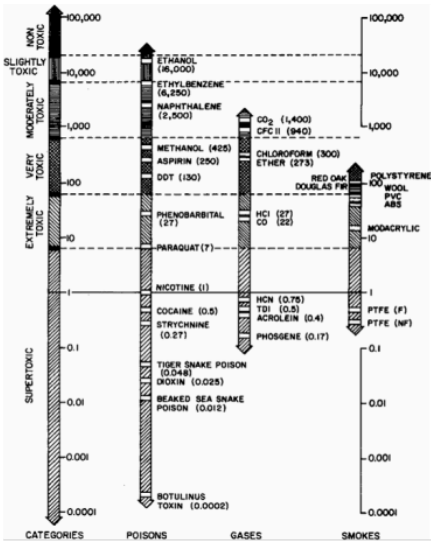 100,000
10,000
1,000
100
10
1
0.1
0.01
0.001
0.0001
NON
TOXIC
SLIGHTLY
TOXIC
MODERATELY
TOXIC
VERY
TOXIC
EXTREMELY
TOXIC
SUPERTOXIC
CATEGORIES
ETHANOL
(16,000)
ETHYLBENZENE
(6,250)
NAPHTHALENE
(2,500)
METHANOL (425)
ASPIRIN (250)
DDT (130)
PHENOBARBITAL
(27)
PARAQUAT (7)
NICOTINE (1)
COCAINE (0.5)
STRYCHNINE
(0.27)
TIGER SNAKE POISON
(0.048)
DIOXIN (0.025)
BEAKED SEA SNAKE
POISON (0.012)
BOTULINUS
TOXIN (0.0002)
POISONS
CO2 (1,400)
CFC II (940)
CHLOROFORM (300)
ETHER (273)
HCl (27)
CO (22)
HCN (0.75)
TDI (0.5)
ACROLEIN (0.4)
PHOSGENE (0.17)
GASES
100,000
10,000
1,000
RED OAK
DOUGLAS FIR
POLYSTYRENE
100
WOOL
PVC
ABS
MODACRYLIC
10
1
PTFE (F)
PTFE (NF)
0.1
0.01
0.001
0.0001
SMOKES